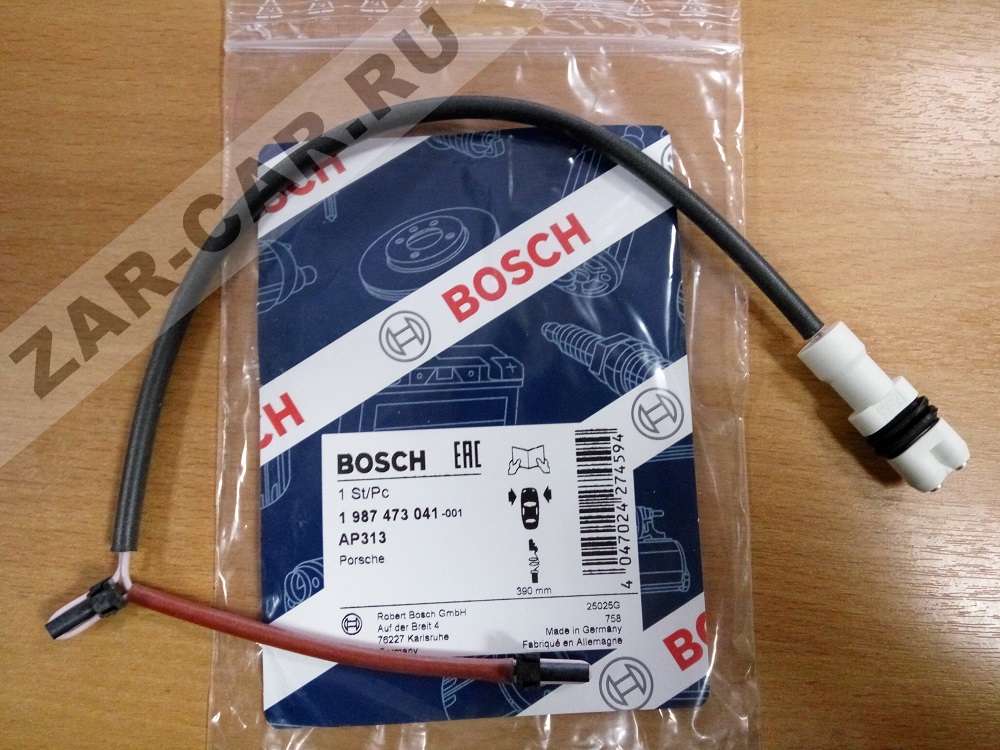 ZAR-CAR.RU
BOSCH
BOSCH
BOSCH
BOSCH EAC
1 St/Pc
1 987 473 041-001
AP313
Porsche
390 mm
4 047024 274594
Robert Bosch GmbH
Auf der Breit 4
76227 Karlsruhe
Germany
25025G
758
Made in Germany
Fabriqué en Allemagne
BO